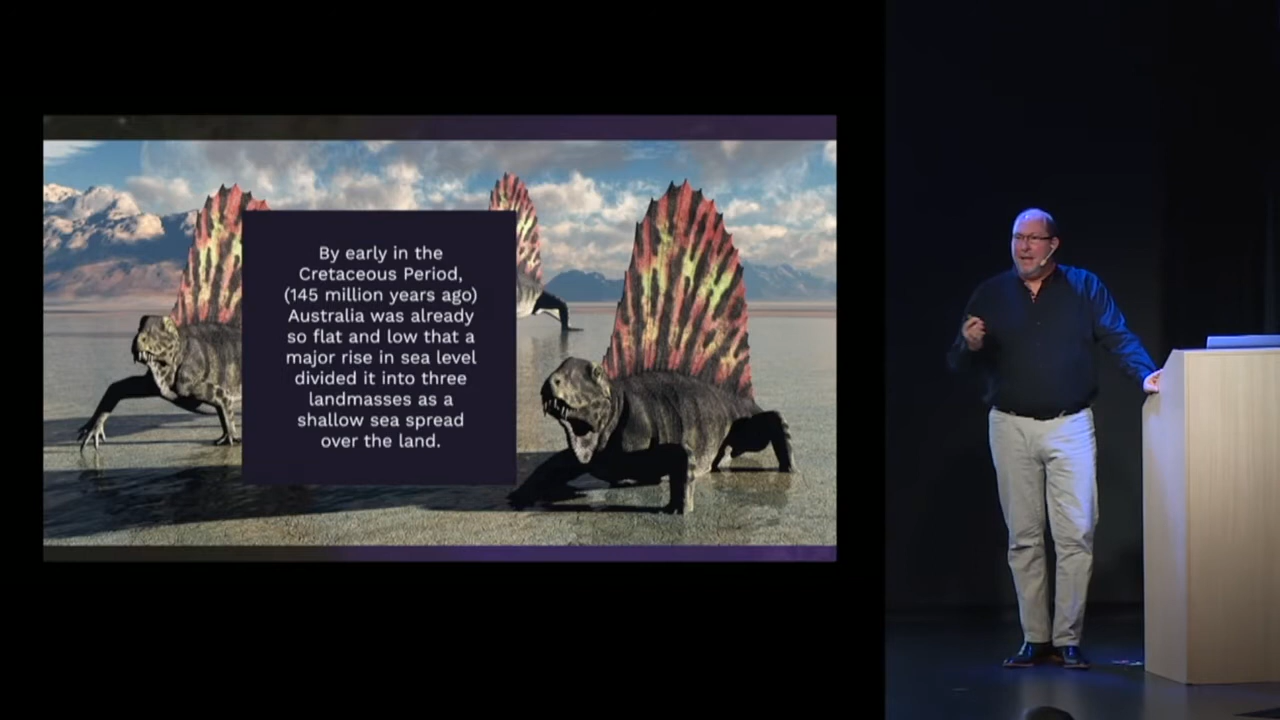 By early in the
Cretaceous Period,
(145 million years ago)
Australia was already
so flat and low that a
major rise in sea level
divided it into three
landmasses as a
shallow sea spread
over the land.